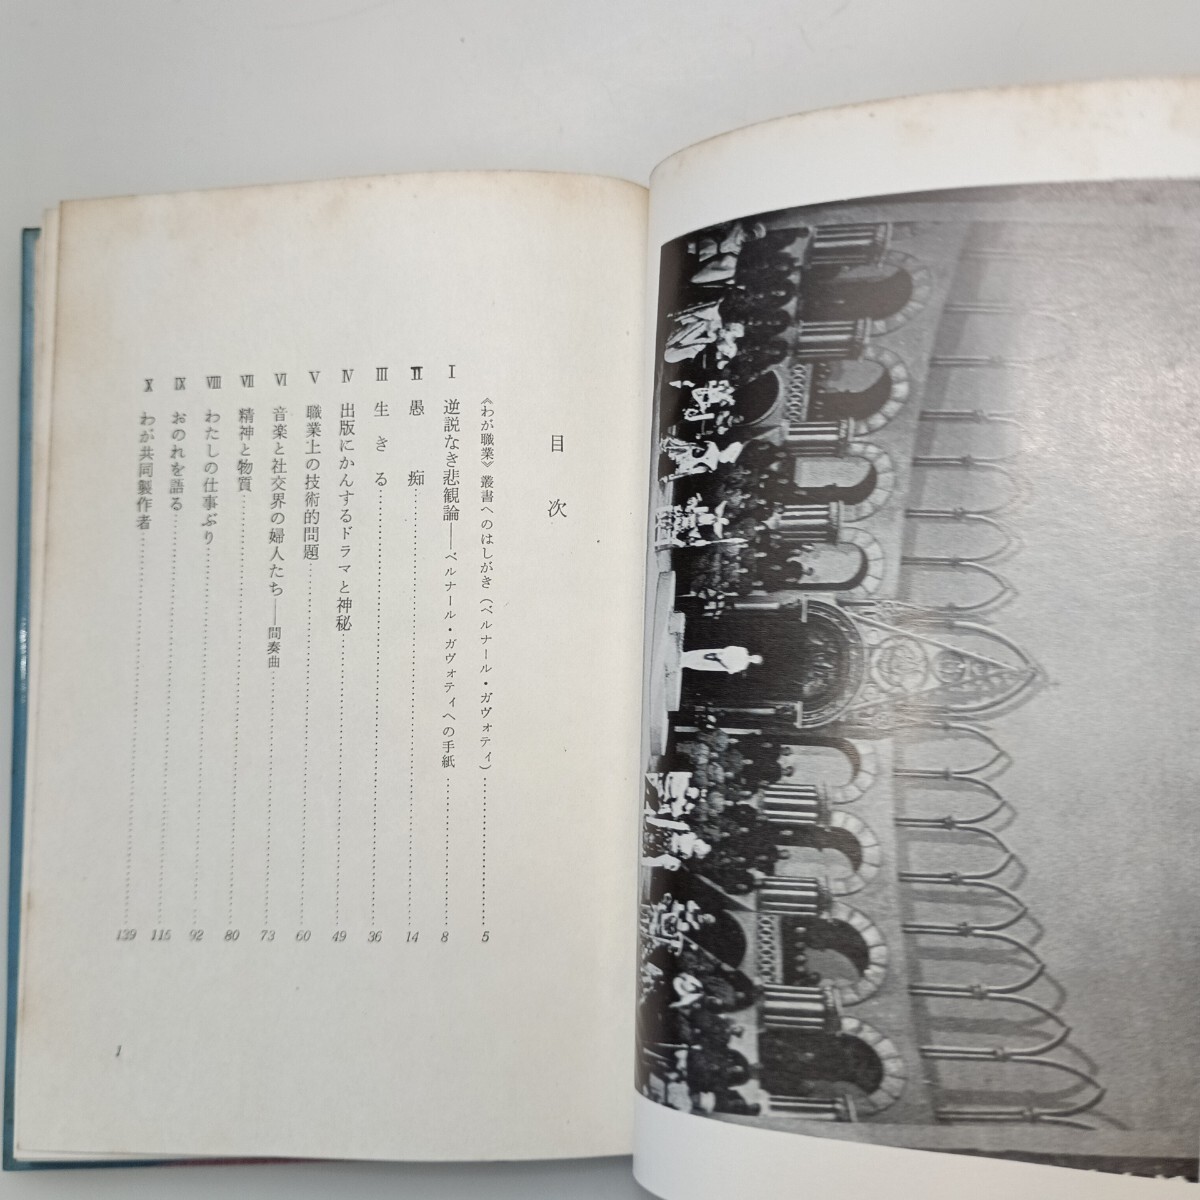 目次
《わが職業》叢書へのはしがき（ベルナール・ガヴォティ）…………5
Ⅰ 逆説なき悲観論――ベルナール・ガヴォティへの手紙…………8
Ⅱ 愚痴…………14
Ⅲ 生きる…………36
Ⅳ 出版にかんするドラマと神秘…………49
Ⅴ 職業上の技術的問題…………60
Ⅵ 音楽と社交界の婦人たち――間奏曲…………73
Ⅶ 精神と物質…………80
Ⅷ わたしの仕事ぶり…………92
Ⅸ おのれを語る…………115
Ⅹ わが共同製作者…………139
1